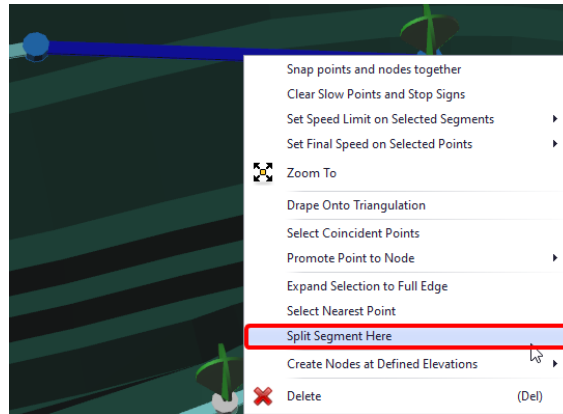 Snap points and nodes together
Clear Slow Points and Stop Signs
Set Speed Limit on Selected Segments
Set Final Speed on Selected Points
Zoom To
Drape Onto Triangulation
Select Coincident Points
Promote Point to Node
Expand Selection to Full Edge
Select Nearest Point
Split Segment Here
Create Nodes at Defined Elevations
Delete (Del)